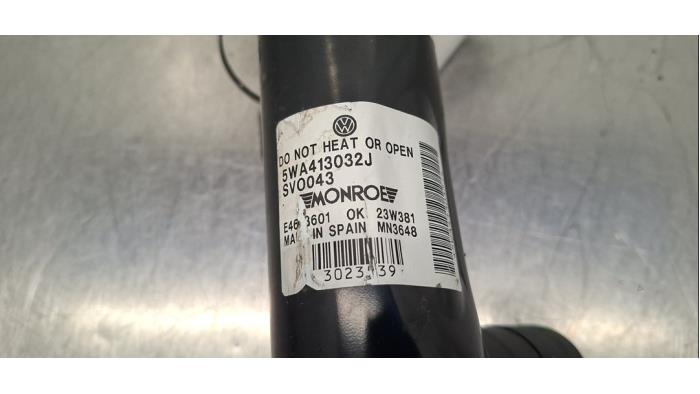 DO NOT HEAT OR OPEN
5WA413032J
SV0043
MONROE
OK 23W381
IN SPAIN MN3648